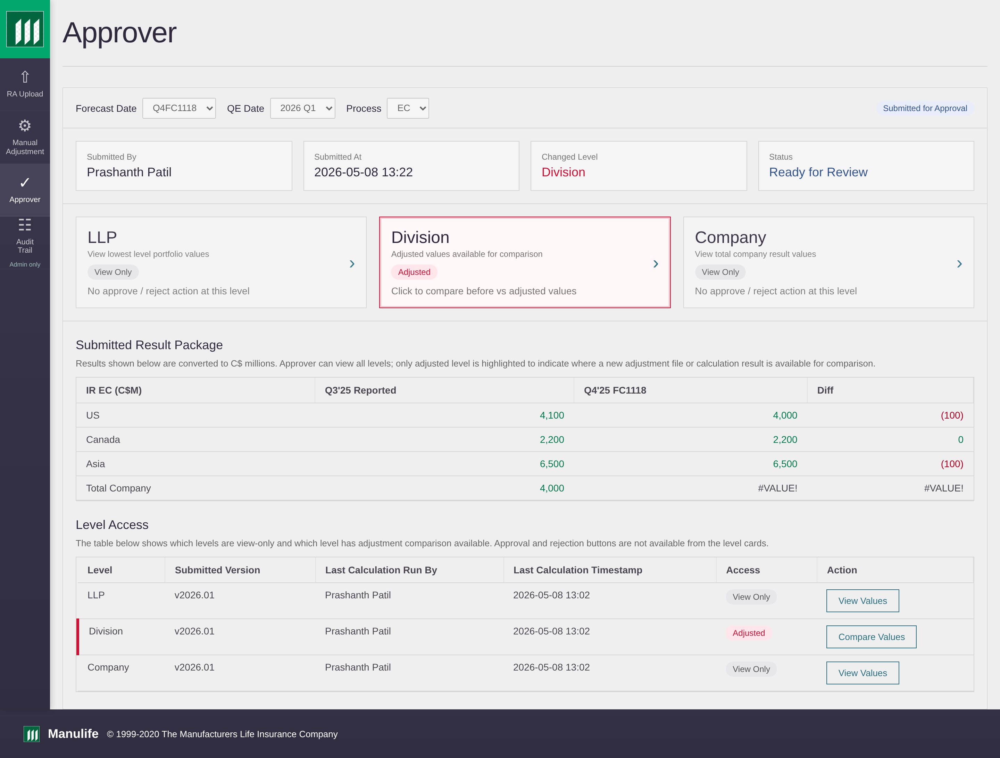 Approver
RA Upload
Manual
Adjustment
Approver
Audit
Trail
Admin only
Forecast Date Q4FC1118 QE Date 2026 Q1 Process EC Submitted for Approval
Submitted By
Prashanth Patil
Submitted At
2026-05-08 13:22
Changed Level
Division
Status
Ready for Review
LLP
View lowest level portfolio values
View Only
No approve / reject action at this level
Division
Adjusted values available for comparison
Adjusted
Click to compare before vs adjusted values
Company
View total company result values
View Only
No approve / reject action at this level
Submitted Result Package
Results shown below are converted to C$ millions. Approver can view all levels; only adjusted level is highlighted to indicate where a new adjustment file or calculation result is available for comparison.
IR EC (C$M) Q3'25 Reported Q4'25 FC1118 Diff
US 4,100 4,000 (100)
Canada 2,200 2,200 0
Asia 6,500 6,500 (100)
Total Company 4,000 #VALUE! #VALUE!
Level Access
The table below shows which levels are view-only and which level has adjustment comparison available. Approval and rejection buttons are not available from the level cards.
Level Submitted Version Last Calculation Run By Last Calculation Timestamp Access Action
LLP v2026.01 Prashanth Patil 2026-05-08 13:02 View Only View Values
Division v2026.01 Prashanth Patil 2026-05-08 13:02 Adjusted Compare Values
Company v2026.01 Prashanth Patil 2026-05-08 13:02 View Only View Values
Manulife © 1999-2020 The Manufacturers Life Insurance Company